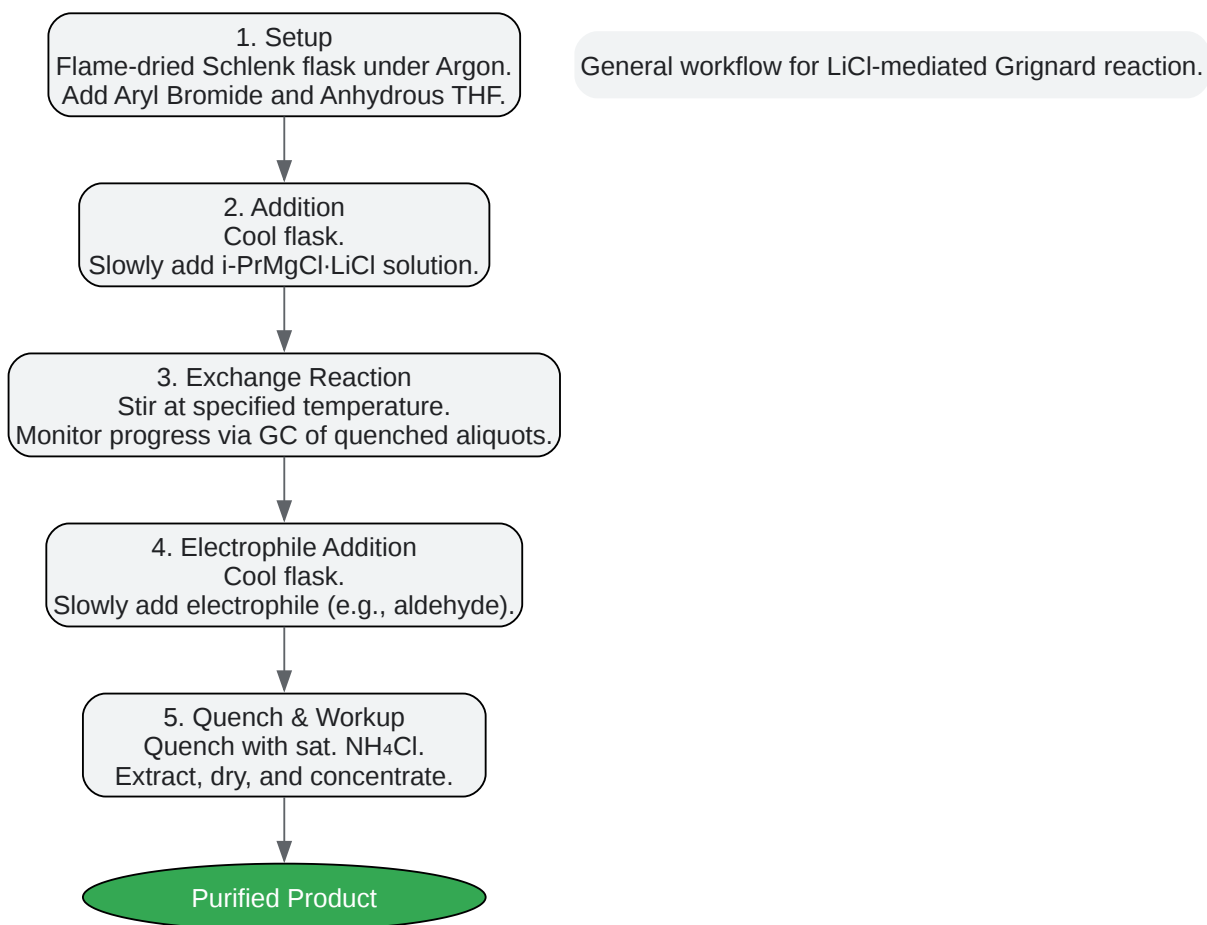 1. Setup
Flame-dried Schlenk flask under Argon.
Add Aryl Bromide and Anhydrous THF.
General workflow for LiCl-mediated Grignard reaction.
2. Addition
Cool flask.
Slowly add i-PrMgCl·LiCl solution.
3. Exchange Reaction
Stir at specified temperature.
Monitor progress via GC of quenched aliquots.
4. Electrophile Addition
Cool flask.
Slowly add electrophile (e.g., aldehyde).
5. Quench & Workup
Quench with sat. NH₄Cl.
Extract, dry, and concentrate.
Purified Product